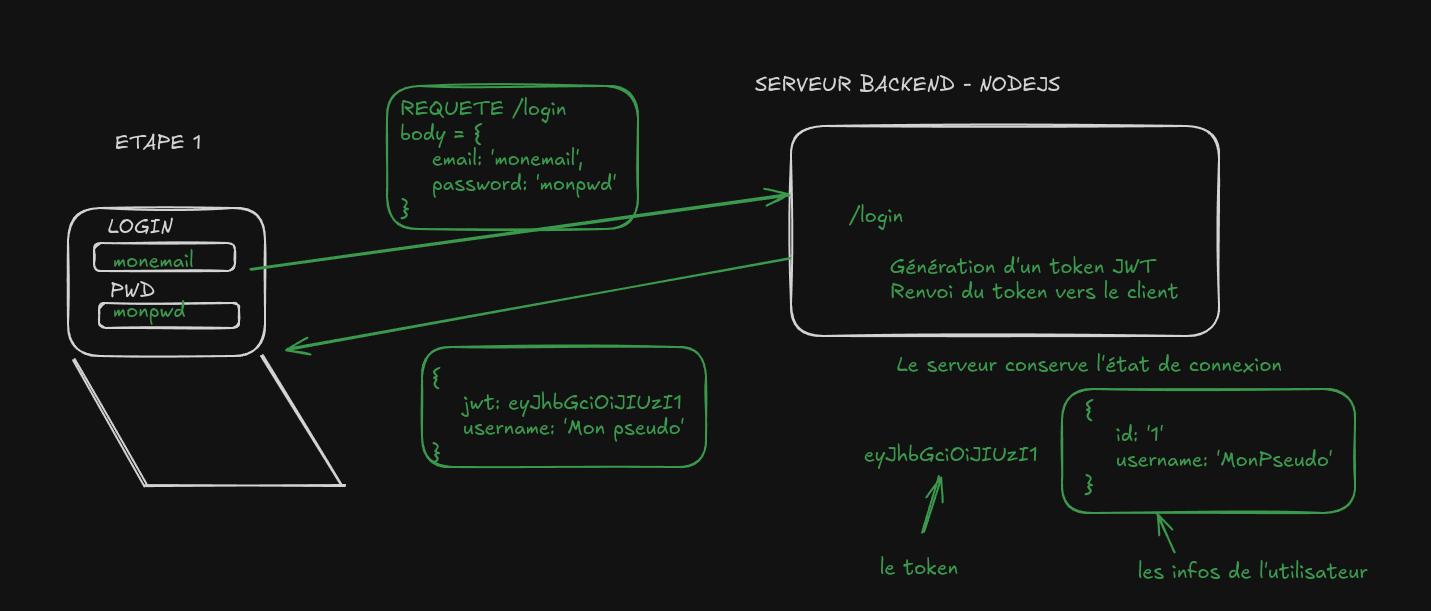 ETAPE 1
LOGIN
monemail
PWD
monpwd
REQUETE /login
body = {
email: 'monemail',
password: 'monpwd'
}
{
jwt: eyJhbGciOiJIUzI1
username: 'Mon pseudo'
}
SERVEUR BACKEND - NODEJS
/login
Génération d'un token JWT
Renvoi du token vers le client
Le serveur conserve l'état de connexion
eyJhbGciOiJIUzI1
le token
{
id: '1'
username: 'MonPseudo'
}
les infos de l'utilisateur